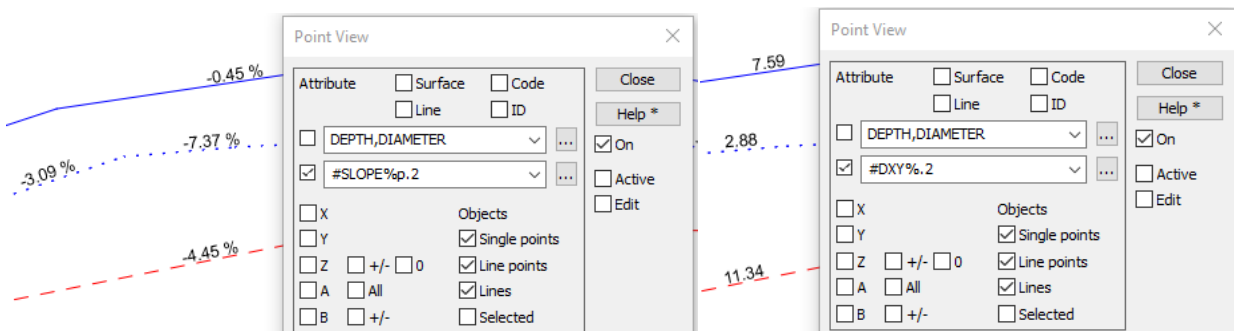 -0.45 %
-7.37 %
-3.09 %
-4.45 %
Point View
Attribute Surface Code
Line ID
DEPTH,DIAMETER ...
#SLOPE%p.2 ...
X Objects
Y Single points
Z +/- 0 Line points
A All Lines
B +/- Selected
Close
Help *
On
Active
Edit
7.59
2.88
11.34
Point View
Attribute Surface Code
Line ID
DEPTH,DIAMETER ...
#DXY%.2 ...
X Objects
Y Single points
Z +/- 0 Line points
A All Lines
B +/- Selected
Close
Help *
On
Active
Edit